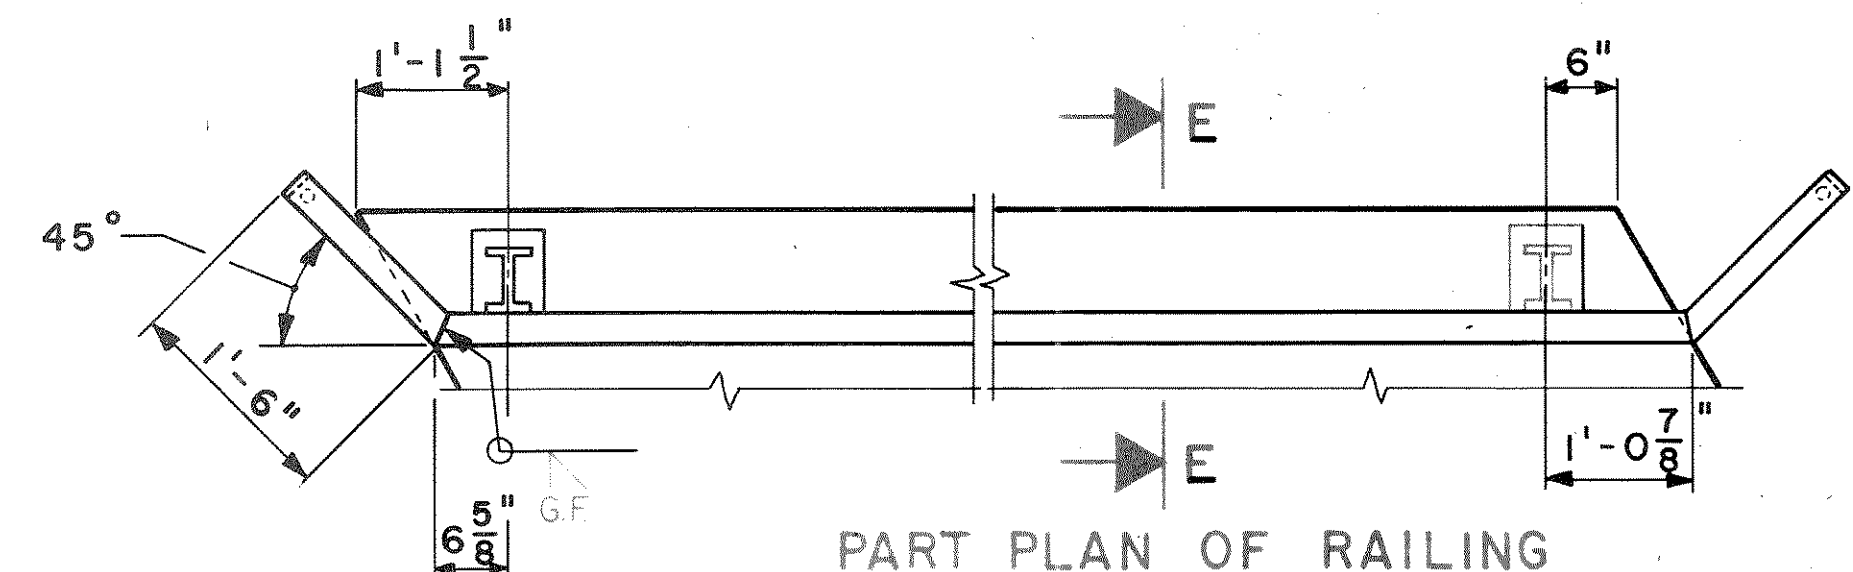 1'-1 1/2"
6"
E
45°
1'-6"
1'-0 7/8"
E
G.F.
6 5/8"
PART PLAN OF RAILING